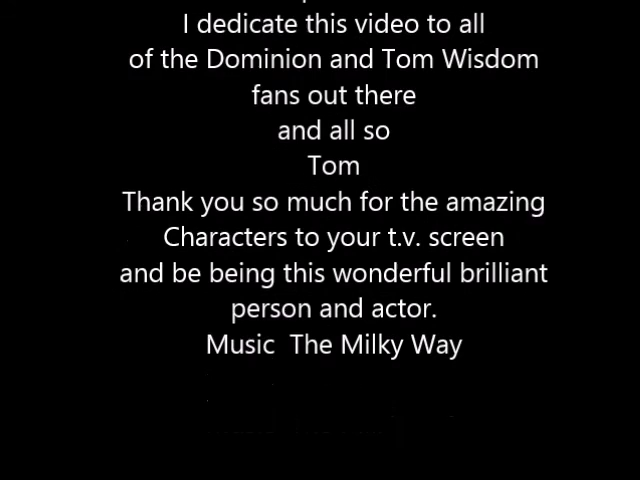 I dedicate this video to all
of the Dominion and Tom Wisdom
fans out there
and all so
Tom
Thank you so much for the amazing
Characters to your t.v. screen
and be being this wonderful brilliant
person and actor.
Music  The Milky Way